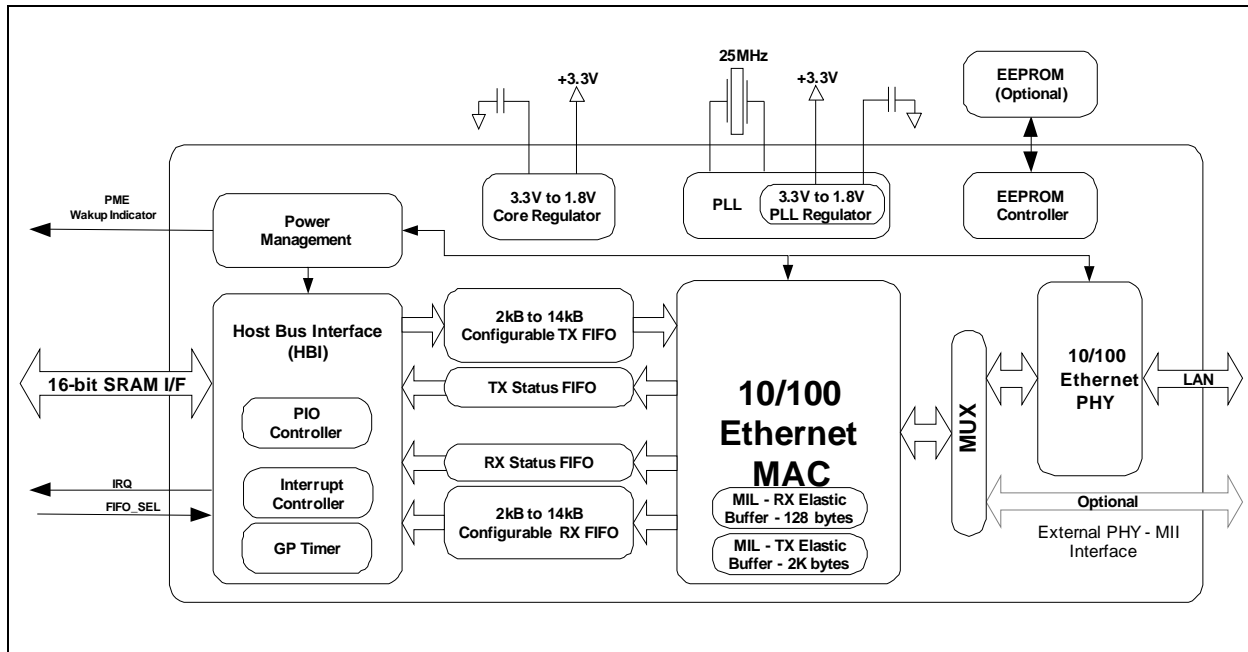 25MHz
+3.3V
+3.3V
EEPROM
(Optional)
3.3V to 1.8V
Core Regulator
PLL
3.3V to 1.8V
PLL Regulator
EEPROM
Controller
PME
Wakup Indicator
Power
Management
Host Bus Interface
(HBI)
2kB to 14kB
Configurable TX FIFO
16-bit SRAM I/F
TX Status FIFO
PIO
Controller
RX Status FIFO
IRQ
FIFO_SEL
Interrupt
Controller
2kB to 14kB
Configurable RX FIFO
GP Timer
10/100
Ethernet
MAC
MIL - RX Elastic
Buffer - 128 bytes
MIL - TX Elastic
Buffer - 2K bytes
MUX
10/100
Ethernet
PHY
LAN
Optional
External PHY - MII
Interface